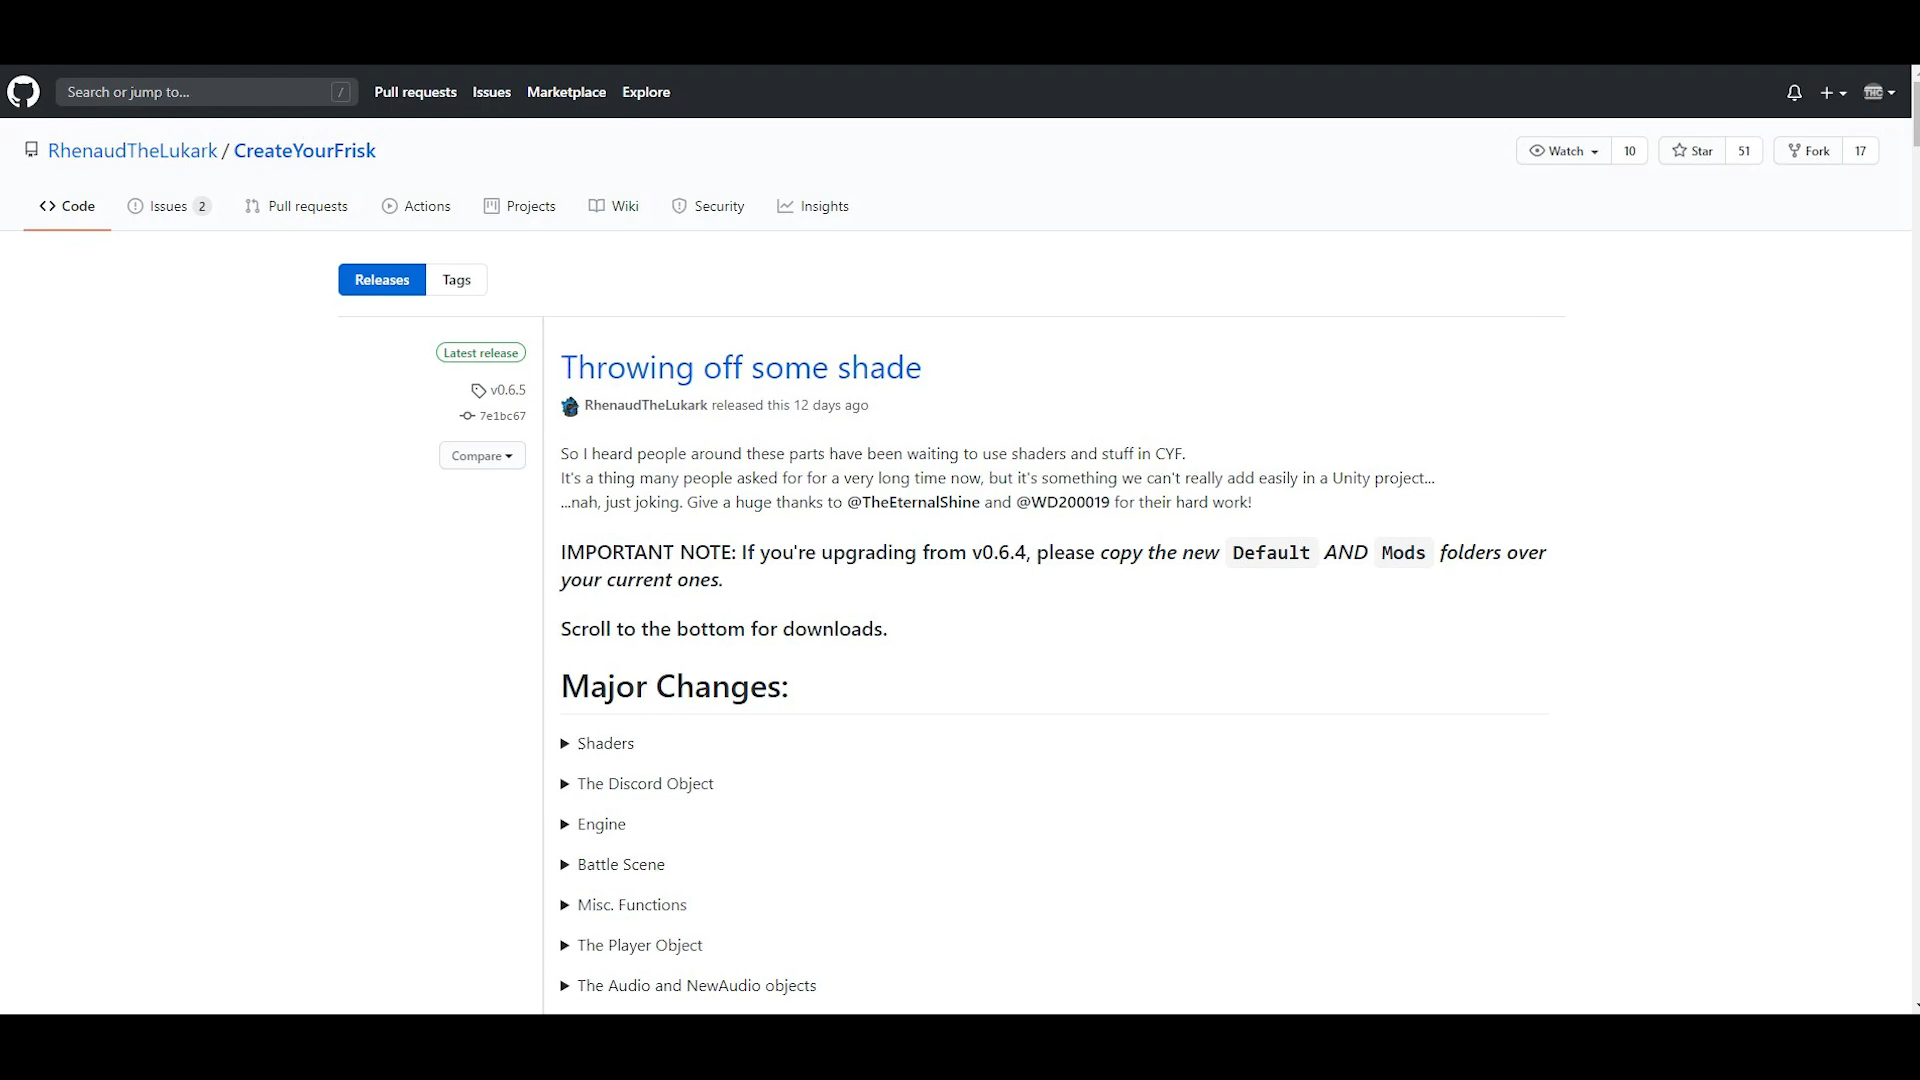 Search or jump to... / Pull requests Issues Marketplace Explore
RhenaudTheLukark / CreateYourFrisk Watch 10 Star 51 Fork 17
Code Issues 2 Pull requests Actions Projects Wiki Security Insights
Releases Tags
Latest release
v0.6.5
7e1bc67
Compare
Throwing off some shade
RhenaudTheLukark released this 12 days ago
So I heard people around these parts have been waiting to use shaders and stuff in CYF.
It's a thing many people asked for for a very long time now, but it's something we can't really add easily in a Unity project...
...nah, just joking. Give a huge thanks to @TheEternalShine and @WD200019 for their hard work!
IMPORTANT NOTE: If you're upgrading from v0.6.4, please copy the new Default AND Mods folders over
your current ones.
Scroll to the bottom for downloads.
Major Changes:
Shaders
The Discord Object
Engine
Battle Scene
Misc. Functions
The Player Object
The Audio and NewAudio objects